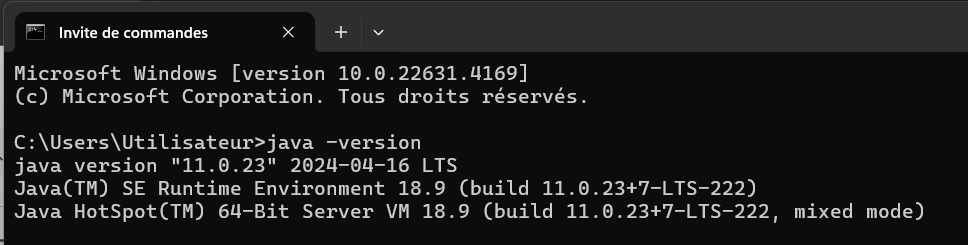 Invite de commandes
Microsoft Windows [version 10.0.22631.4169]
(c) Microsoft Corporation. Tous droits réservés.
C:\Users\Utilisateur>java -version
java version "11.0.23" 2024-04-16 LTS
Java(TM) SE Runtime Environment 18.9 (build 11.0.23+7-LTS-222)
Java HotSpot(TM) 64-Bit Server VM 18.9 (build 11.0.23+7-LTS-222, mixed mode)